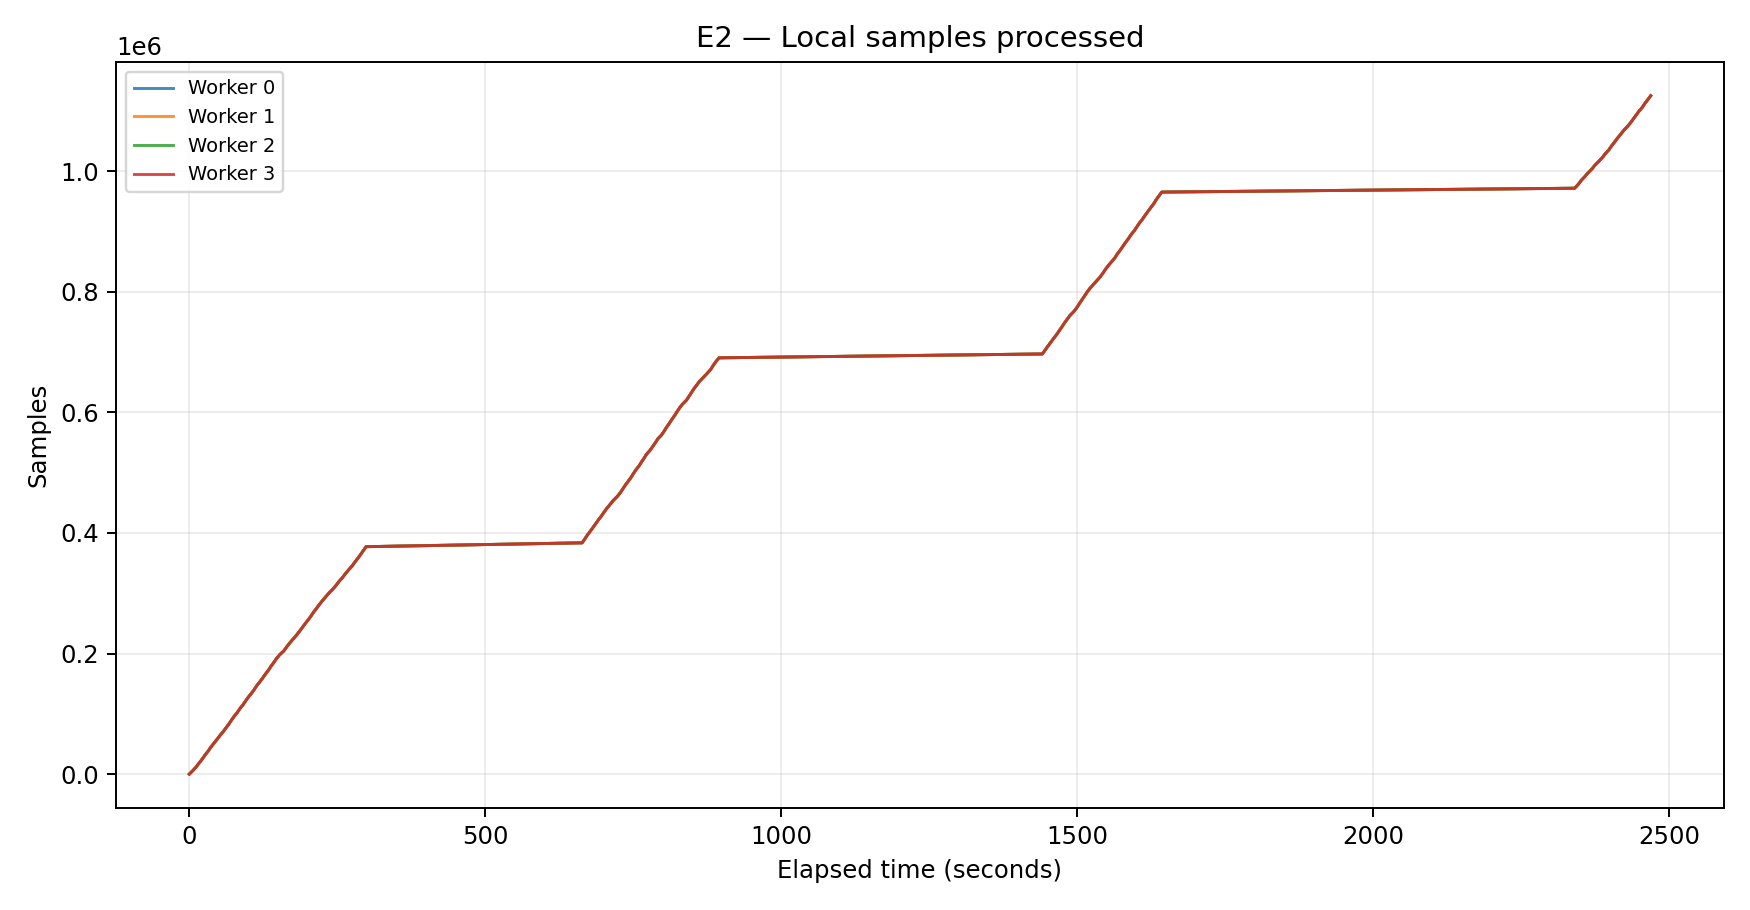 E2 — Local samples processed
1e6
Worker 0
Worker 1
Worker 2
Worker 3
1.0
0.8
0.6
0.4
0.2
0.0
Samples
0 500 1000 1500 2000 2500
Elapsed time (seconds)